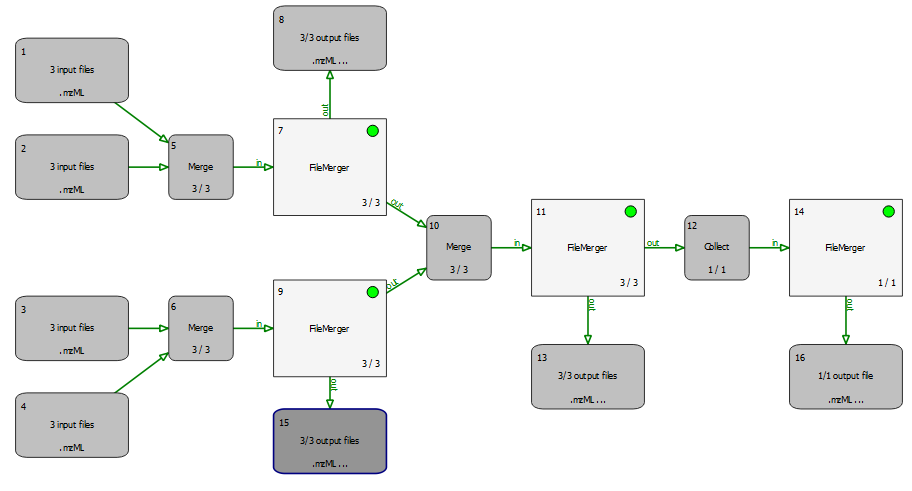 1
3 input files
.mzML
2
3 input files
.mzML
5
Merge
3 / 3
in
8
3/3 output files
.mzML ...
out
7
FileMerger
3 / 3
out
3
3 input files
.mzML
4
3 input files
.mzML
6
Merge
3 / 3
in
9
FileMerger
3 / 3
out
out
15
3/3 output files
.mzML ...
10
Merge
3 / 3
in
11
FileMerger
3 / 3
out
out
13
3/3 output files
.mzML ...
12
Collect
1 / 1
in
14
FileMerger
1 / 1
out
16
1/1 output file
.mzML ...